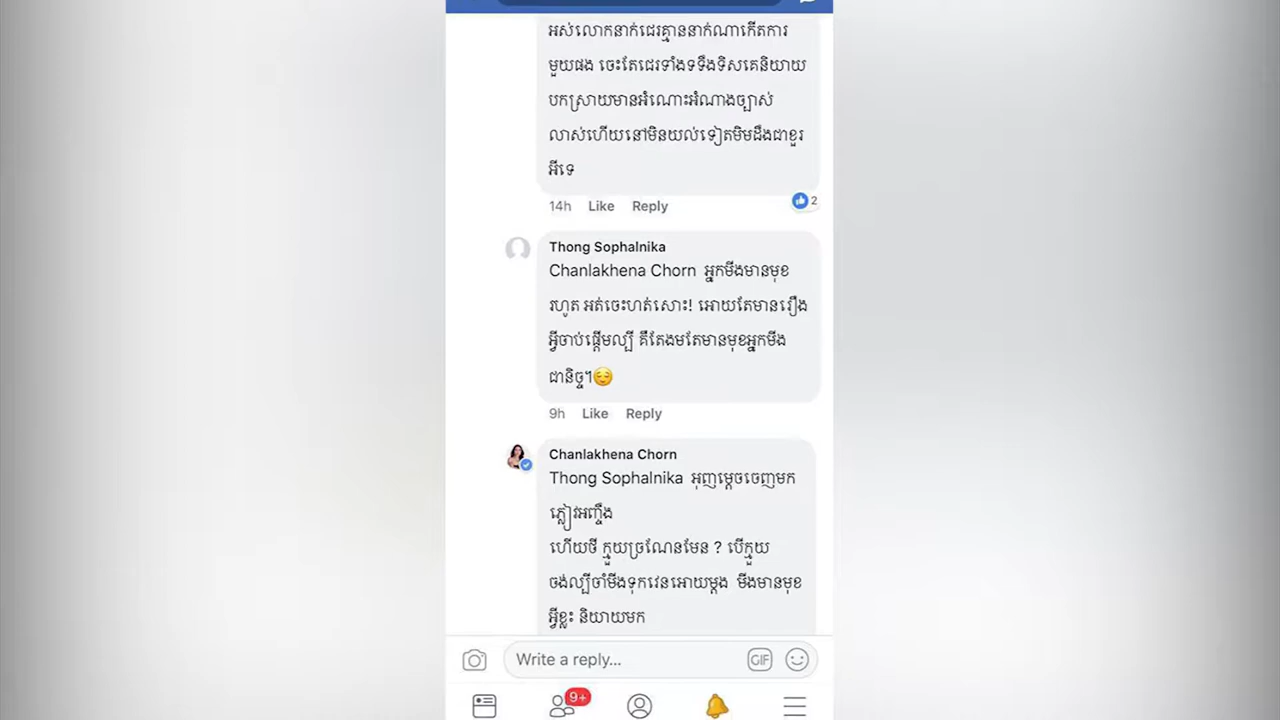 អស់លោកនាក់ជេរគ្មាននាក់ណាកើតការ
មួយផង ចេះតែជេរទាំងទទឹងទិសគេនិយាយ
បកស្រាយមានអំណោះអំណាងច្បាស់
លាស់ហើយនៅមិនយល់ទៀតមិមដឹងជាខួរ
អីទេ
14h Like Reply 2
Thong Sophalnika
Chanlakhena Chorn អ្នកមីងមានមុខ
រហូត អត់ចេះហត់សោះ! អោយតែមានរឿង
អ្វីចាប់ផ្តើមល្បី គឺតែងមតែមានមុខអ្នកមីង
ជានិច្ច។😌
9h Like Reply
Chanlakhena Chorn
Thong Sophalnika អុញម្តេចចេញមក
ភ្លៀវអញ្ចឹង
ហើយថី ក្មួយច្រណែនមែន ? បើក្មួយ
ចង់ល្បីចាំមីងទុកវេនអោយម្តង មីងមានមុខ
អ្វីខ្លះ និយាយមក
Write a reply... GIF
9+